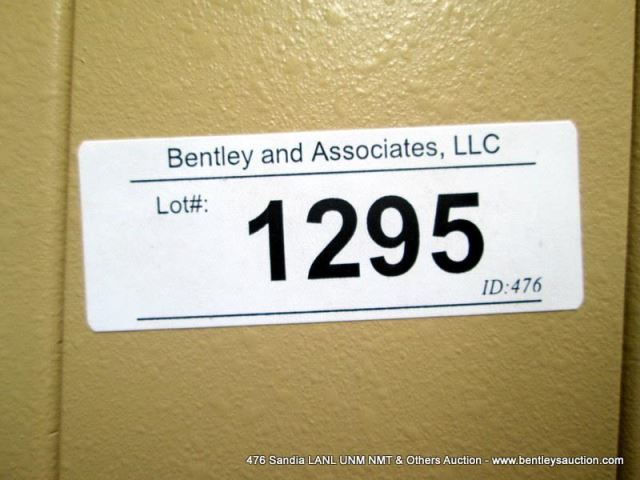 Bentley and Associates, LLC
Lot#:
1295
ID:476
476 Sandia LANL UNM NMT & Others Auction - www.bentleysauction.com